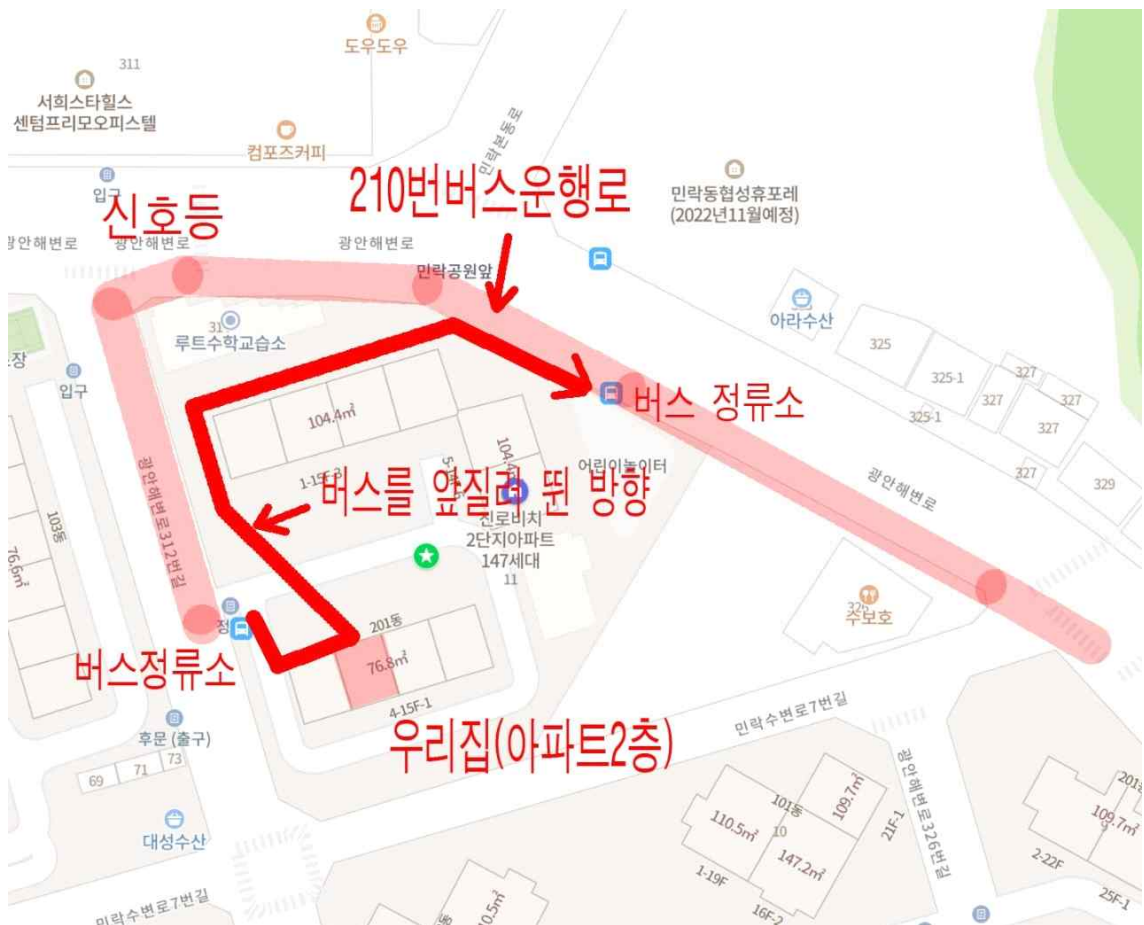 도우도우
311
서희스타힐스
센텀프리모오피스텔
컴포즈커피
민락본동로
입구
신호등
210번버스운행로
민락동협성휴포레
(2022년11월예정)
광안해변로
광안해변로
광안해변로
민락공원앞
31
루트수학교습소
아라수산
325
325-1
327
327
327
327
327
325-1
329
입구
버스 정류소
104.4㎡
104.4㎡
1-15F-3
어린이놀이터
광안해변로
버스를 앞질러 뛴 방향
진로비치
2단지아파트
147세대
11
103동
76.6㎡
광안해변로312번길
201동
76.8㎡
4-15F-1
주보호
버스정류소
우리집(아파트2층)
후문 (출구)
69
71
73
대성수산
민락수변로7번길
민락수변로7번길
광안해변로326번길
101동
10
110.5㎡
109.7㎡
147.2㎡
21F-1
1-19F
16F-2
109.7㎡
2-22F
25F-1